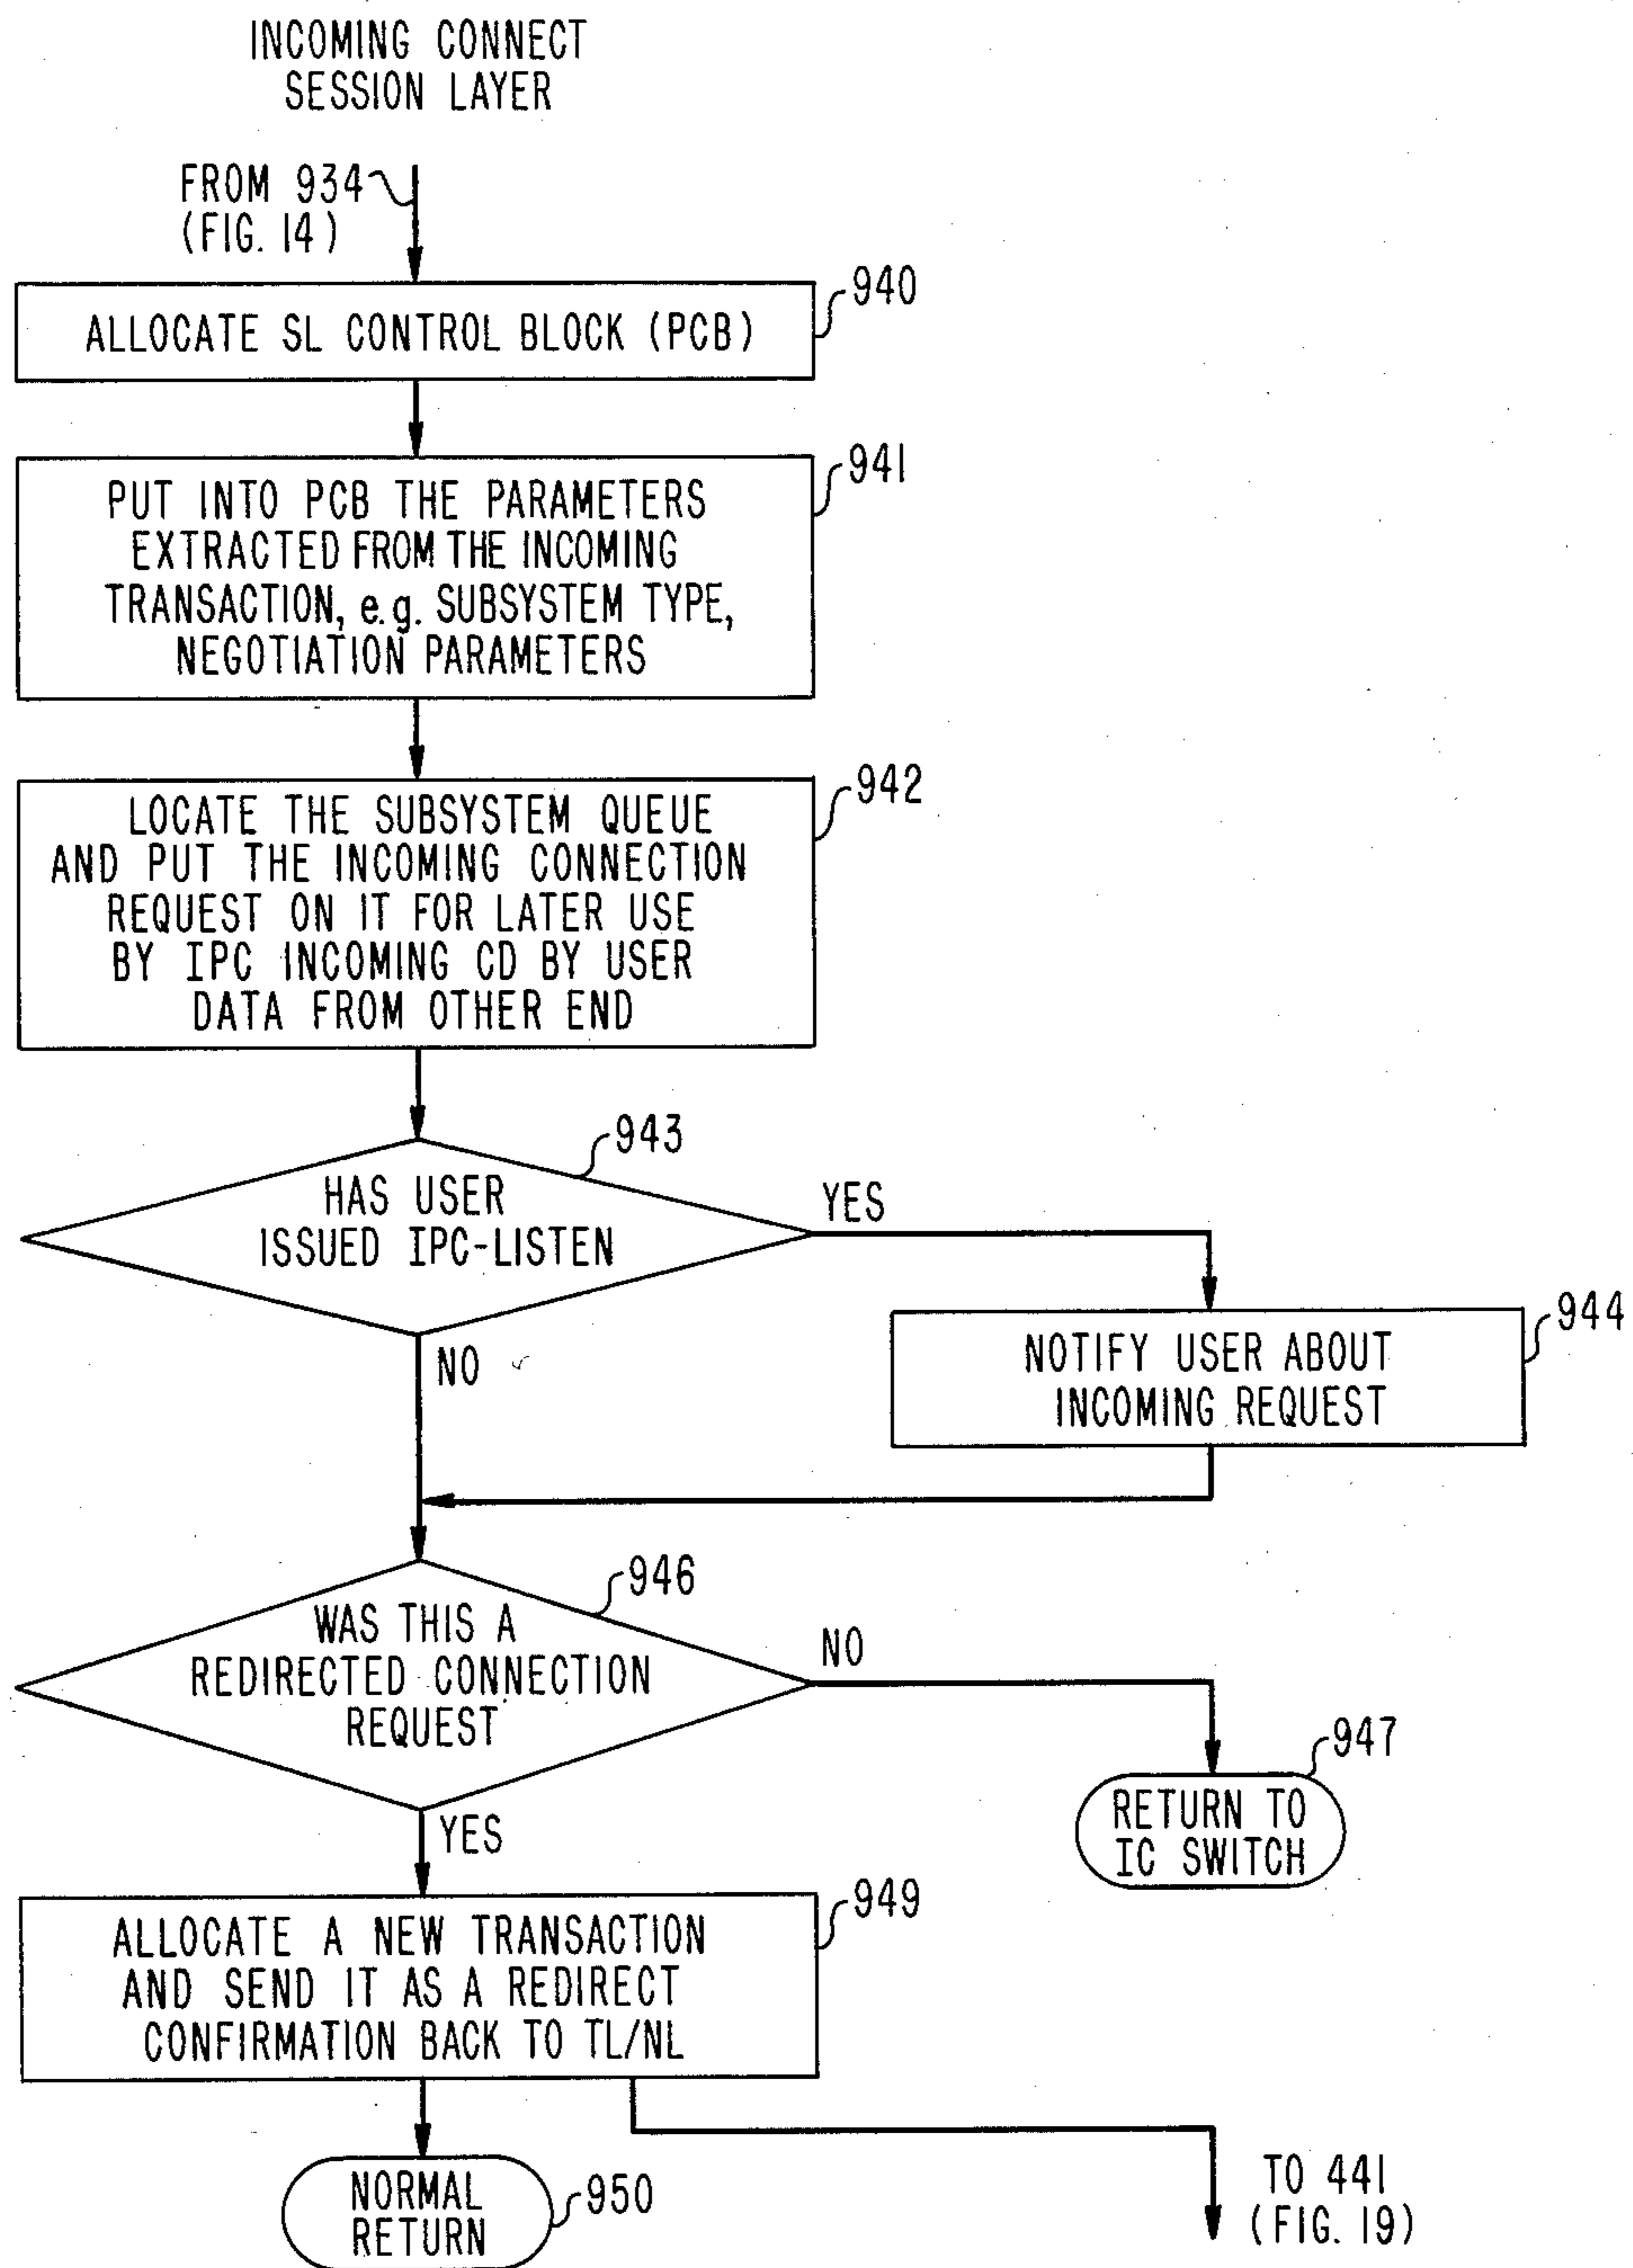 INCOMING CONNECT
SESSION LAYER
FROM 934
(FIG. 14)
940
ALLOCATE SL CONTROL BLOCK (PCB)
941
PUT INTO PCB THE PARAMETERS
EXTRACTED FROM THE INCOMING
TRANSACTION, e.g. SUBSYSTEM TYPE,
NEGOTIATION PARAMETERS
942
LOCATE THE SUBSYSTEM QUEUE
AND PUT THE INCOMING CONNECTION
REQUEST ON IT FOR LATER USE
BY IPC INCOMING CD BY USER
DATA FROM OTHER END
943
HAS USER
ISSUED IPC-LISTEN
YES
NO
944
NOTIFY USER ABOUT
INCOMING REQUEST
946
WAS THIS A
REDIRECTED CONNECTION
REQUEST
NO
YES
947
RETURN TO
IC SWITCH
949
ALLOCATE A NEW TRANSACTION
AND SEND IT AS A REDIRECT
CONFIRMATION BACK TO TL/NL
NORMAL
RETURN
950
TO 441
(FIG. 19)